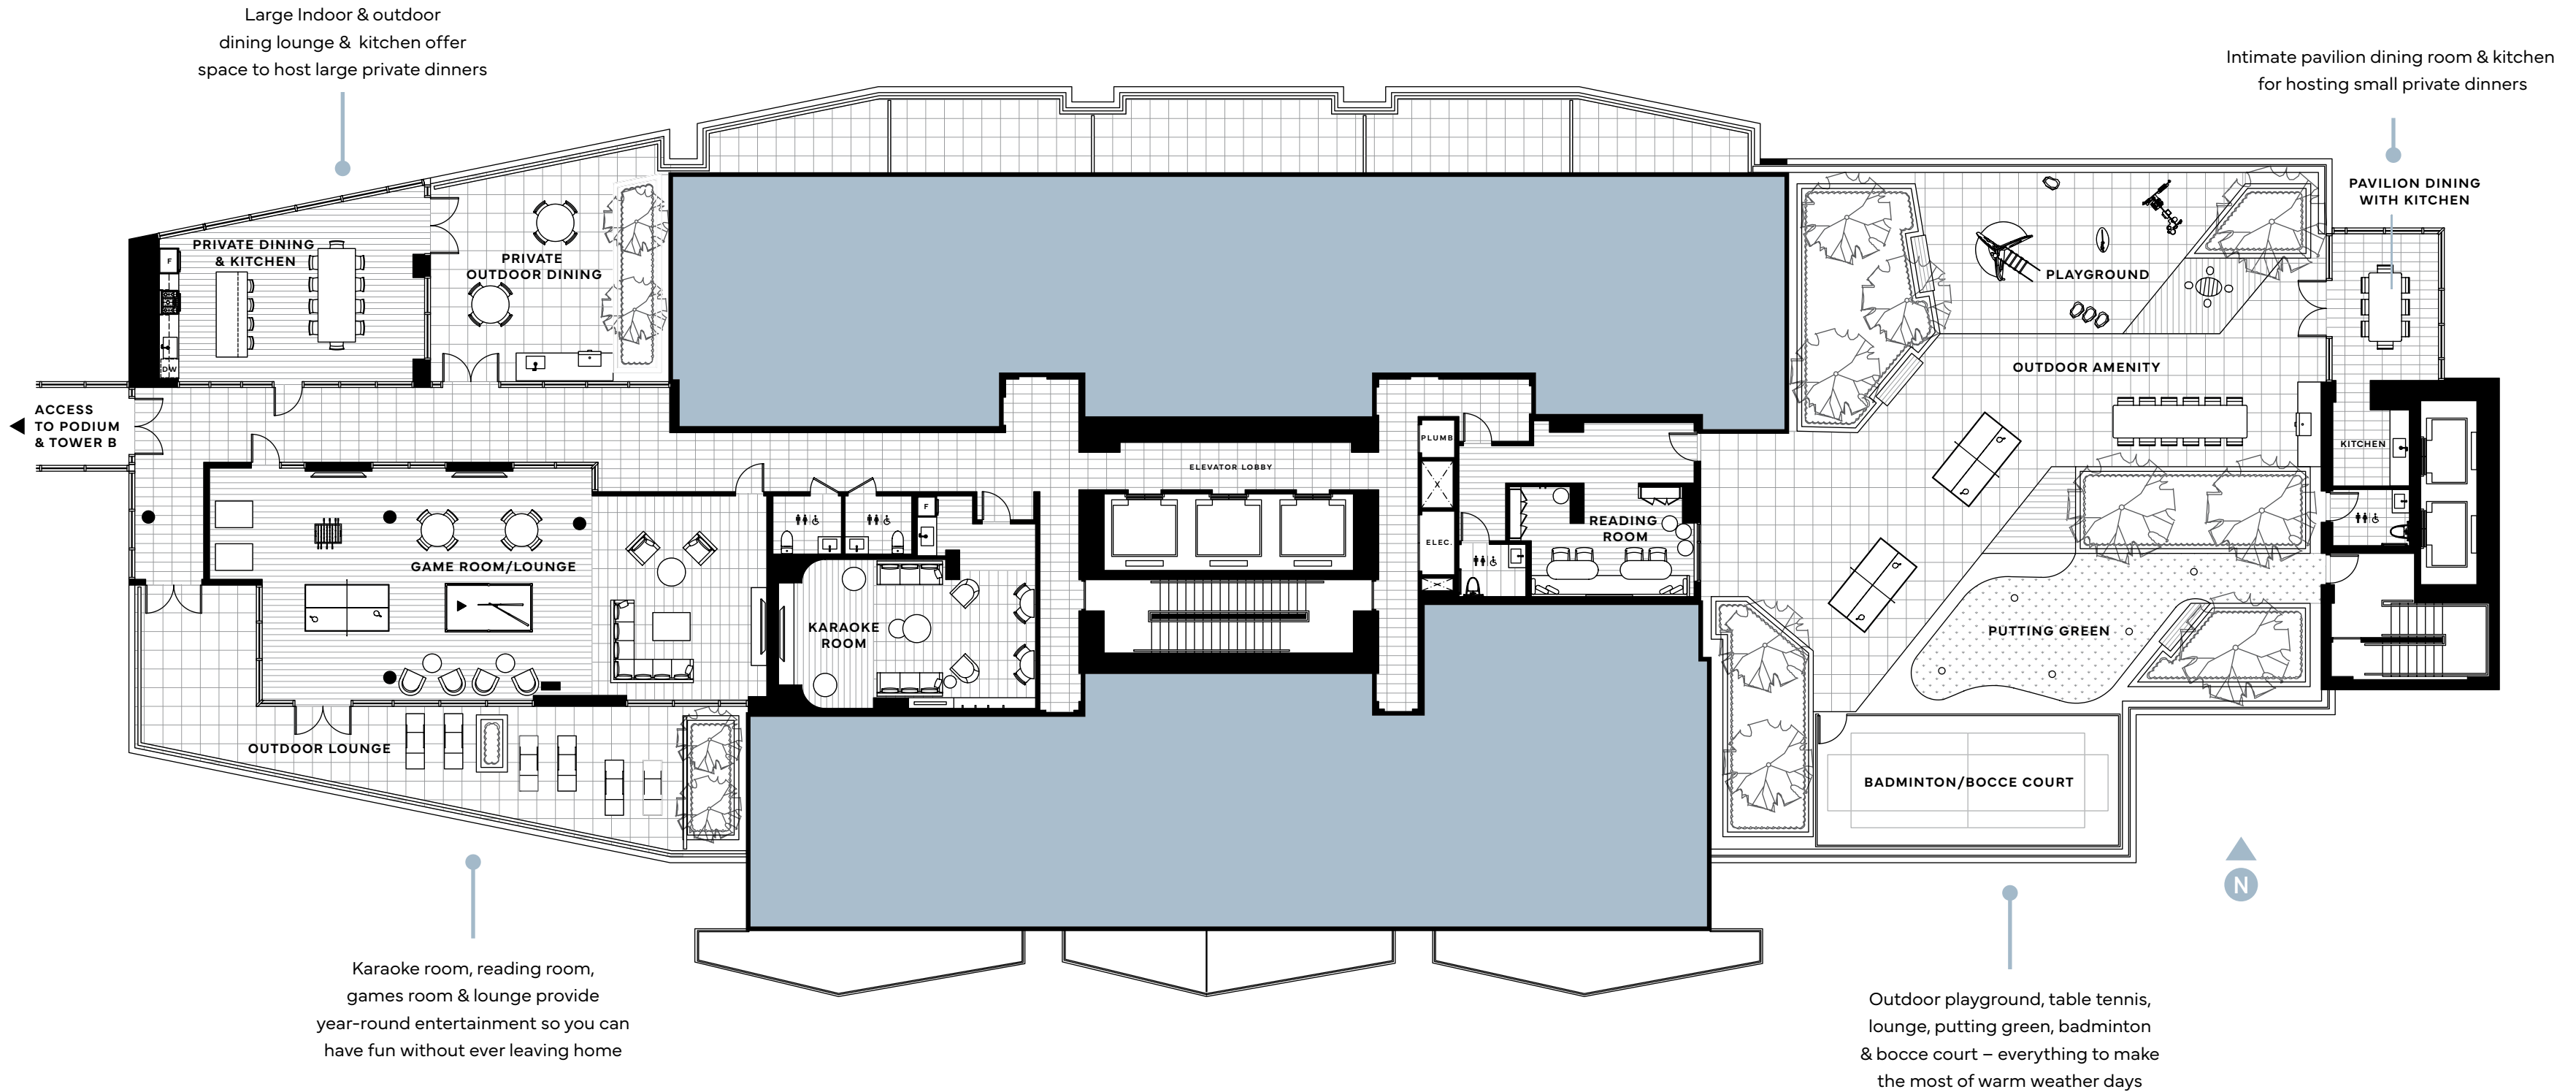 Large Indoor & outdoor
dining lounge & kitchen offer
space to host large private dinners
Intimate pavilion dining room & kitchen
for hosting small private dinners
PAVILION DINING
WITH KITCHEN
PRIVATE DINING
& KITCHEN
F
DW
PRIVATE
OUTDOOR DINING
PLAYGROUND
OUTDOOR AMENITY
ACCESS
TO PODIUM
& TOWER B
PLUMB
KITCHEN
ELEVATOR LOBBY
X
F
READING
ROOM
ELEC.
X
GAME ROOM/LOUNGE
KARAOKE
ROOM
PUTTING GREEN
OUTDOOR LOUNGE
BADMINTON/BOCCE COURT
N
Karaoke room, reading room,
games room & lounge provide
year-round entertainment so you can
have fun without ever leaving home
Outdoor playground, table tennis,
lounge, putting green, badminton
& bocce court – everything to make
the most of warm weather days